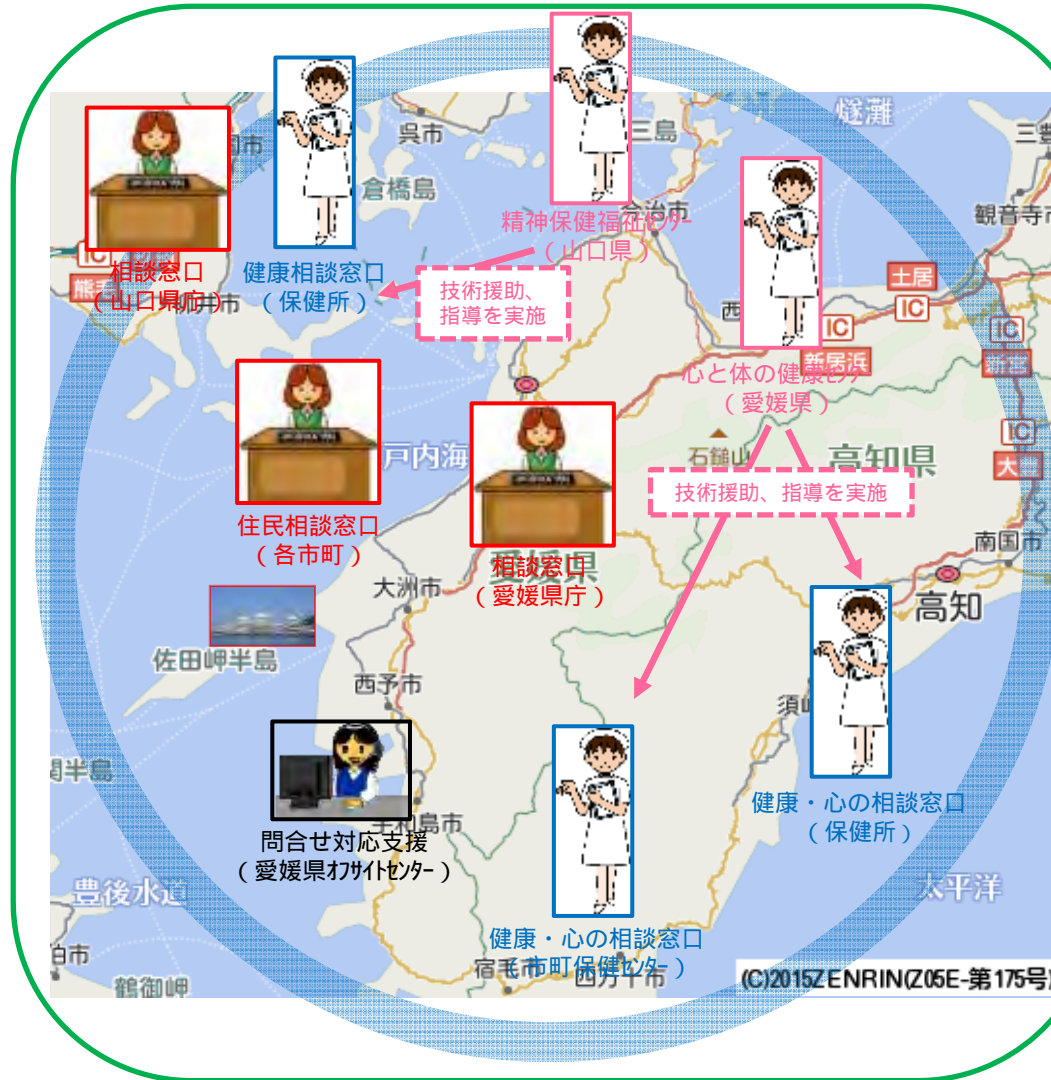 呉市
三島
燧灘
倉橋島
観音寺市
精神保健福祉ｾﾝﾀｰ
（山口県）
相談窓口
（山口県庁）
健康相談窓口
（保健所）
IC
熊毛
柳井市
技術援助、
指導を実施
土居
IC
IC
新居浜
IC
心と体の健康ｾﾝﾀｰ
（愛媛県）
石鎚山
高知県
IC
技術援助、指導を実施
住民相談窓口
（各市町）
戸内海
愛媛県
相談窓口
（愛媛県庁）
大洲市
南国市
高知
佐田岬半島
西予市
健康・心の相談窓口
（保健所）
問合せ対応支援
（愛媛県ｵﾌｻｲﾄｾﾝﾀｰ）
豊後水道
太平洋
健康・心の相談窓口
（市町保健ｾﾝﾀｰ）
宿毛市
四万十市
鶴御岬
(C)2015ZENRIN(Z05E-第175号)